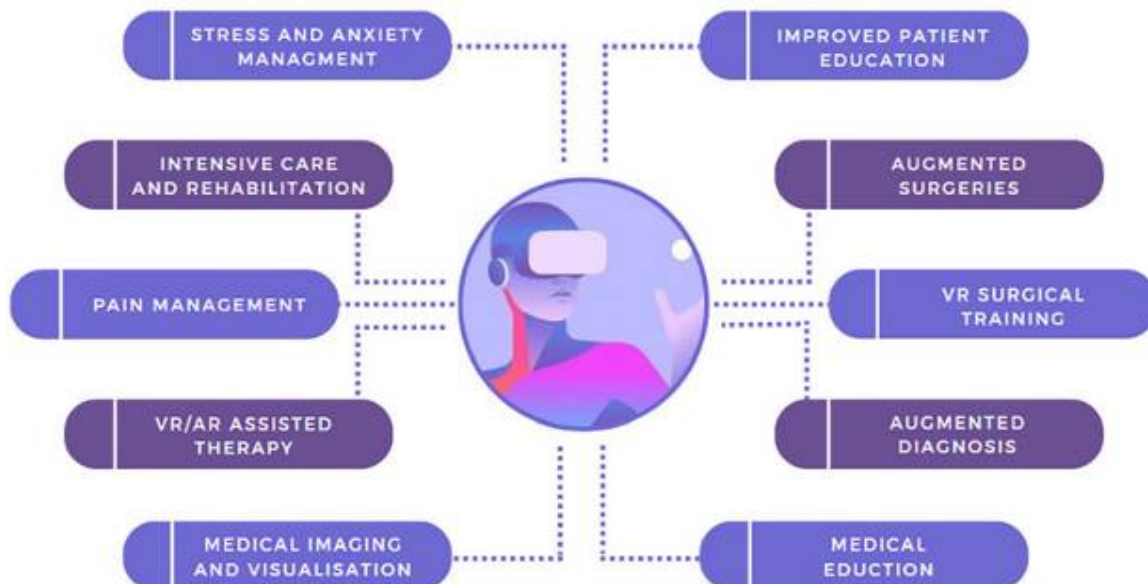 STRESS AND ANXIETY
MANAGMENT
IMPROVED PATIENT
EDUCATION
INTENSIVE CARE
AND REHABILITATION
AUGMENTED
SURGERIES
PAIN MANAGEMENT
VR SURGICAL
TRAINING
VR/AR ASSISTED
THERAPY
AUGMENTED
DIAGNOSIS
MEDICAL IMAGING
AND VISUALISATION
MEDICAL
EDUCTION